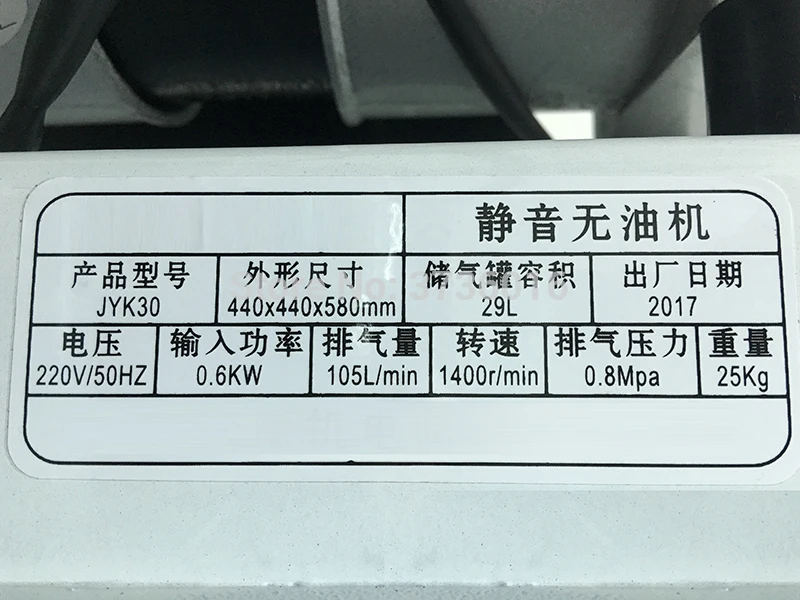 静音无油机
产品型号 外形尺寸 储气罐容积 出厂日期
JYK30 440x440x580mm 29L 2017
电压 输入功率 排气量 转速 排气压力 重量
220V/50HZ 0.6KW 105L/min 1400r/min 0.8Mpa 25Kg